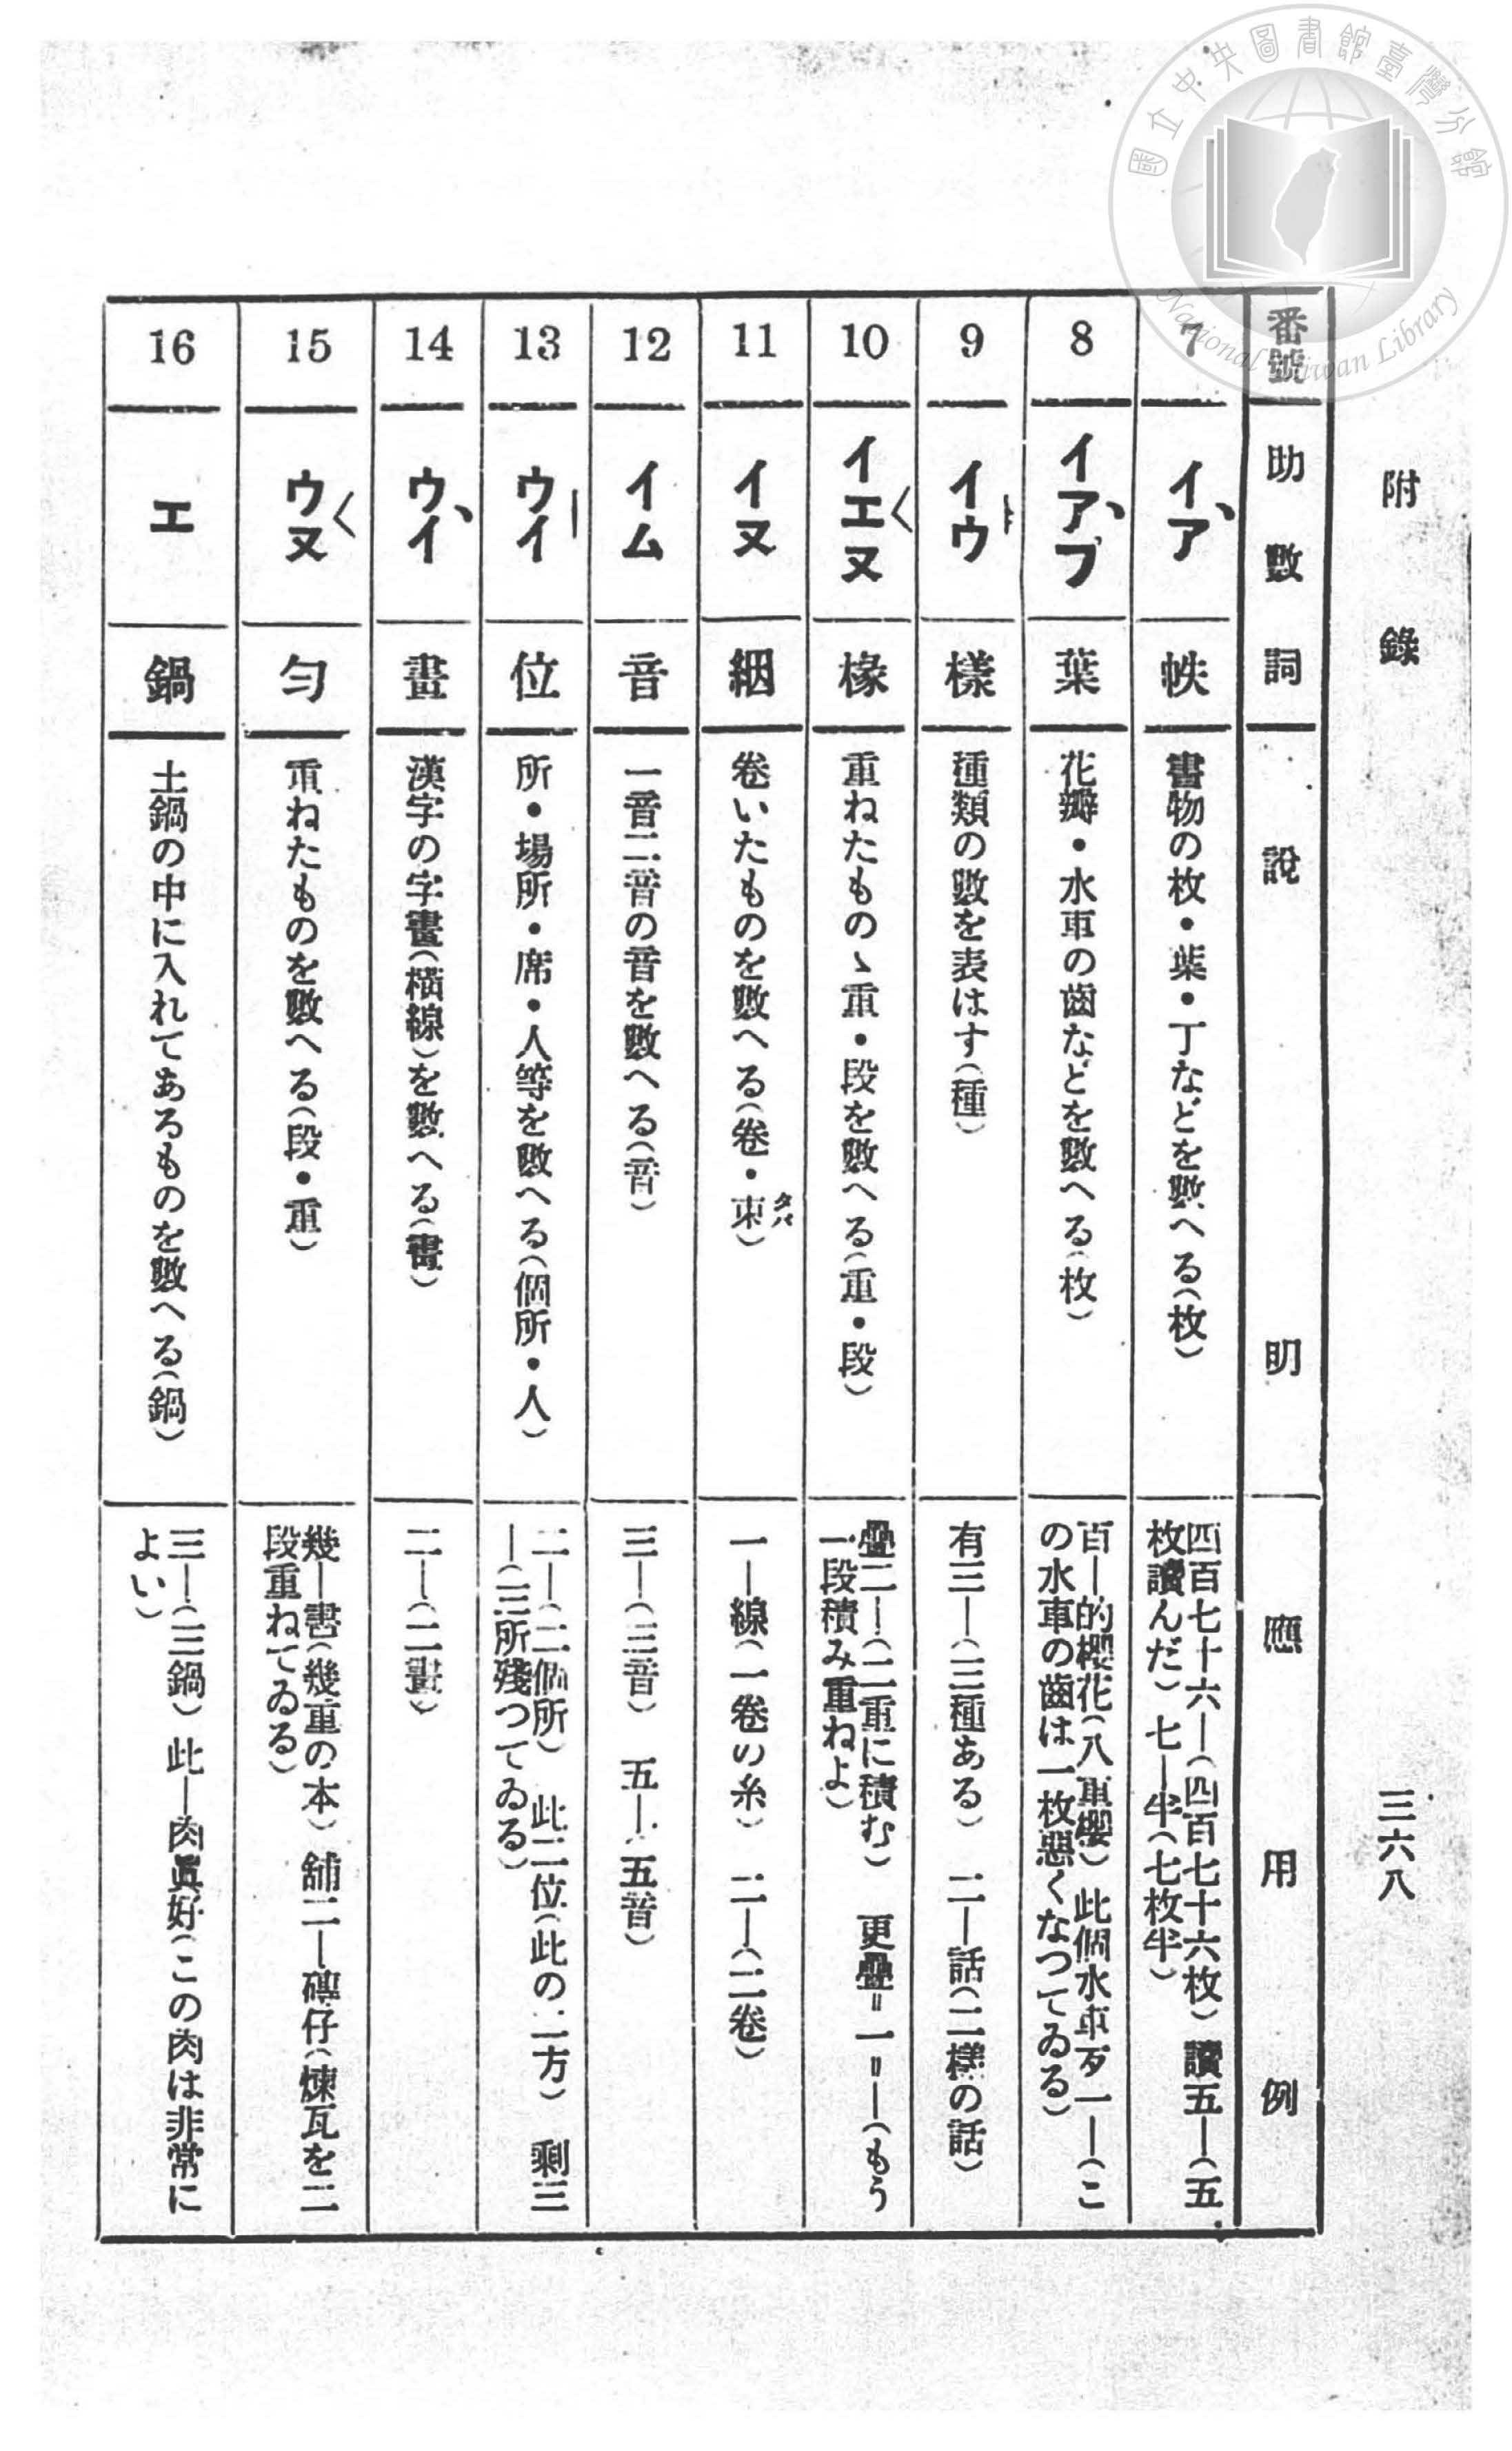 國立中央圖書館臺灣分館
National Taiwan Library
附錄
三六八
番號 助數詞 說明 應用例
7 イア 帙 書物の枚・葉・丁などを數へる(枚) 四百七十六—(四百七十六枚) 讀五—(五
枚讀んだ) 七—半(七枚半)
8 イアプ 葉 花瓣・水車の齒などを數へる(枚) 百—的櫻花(八重櫻) 此個水車歹一—(こ
の水車の齒は一枚惡くなつてゐる)
9 イウ 樣 種類の數を表はす(種) 有三—(三種ある) 二—話(二樣の話)
10 イエヌ 椽 重ねたものゝ重・段を數へる(重・段) 疊二—(二重に積む) 更疊〃一〃—(もう
一段積み重ねよ)
11 イヌ 絪 卷いたものを數へる(卷・束) 一—線(一卷の糸) 二—(二卷)
タバ
12 イム 音 一音二音の音を數へる(音) 三—(三音) 五—(五音)
13 ウイ 位 所・場所・席・人等を數へる(個所・人) 二—(二個所) 此二位(此の二方) 剩三
—(三所殘つてゐる)
14 ウイ 畫 漢字の字畫(橫線)を數へる(畫) 二—(二畫)
15 ウヌ 勻 重ねたものを數へる(段・重) 幾—書(幾重の本) 舖二—磚仔(煉瓦を二
段重ねてゐる)
16 エ 鍋 土鍋の中に入れてあるものを數へる(鍋) 三—(三鍋) 此—肉眞好(この肉は非常に
よい)